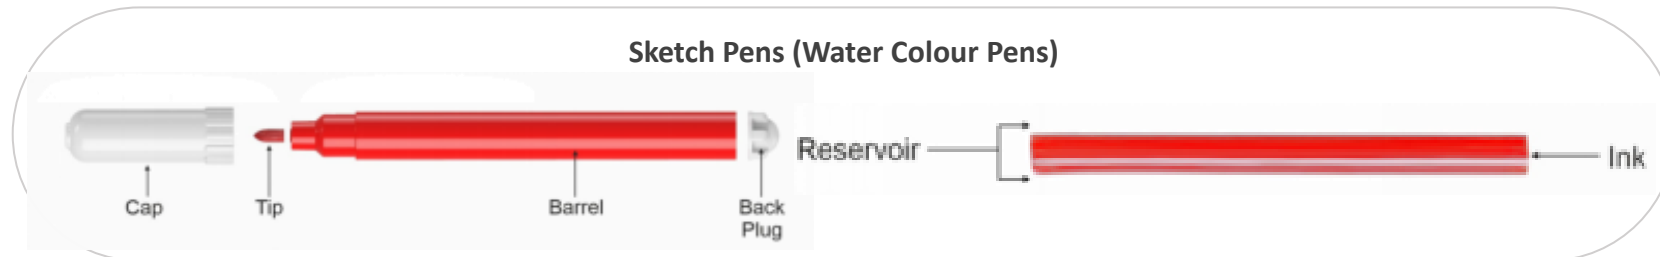 Sketch Pens (Water Colour Pens)
Reservoir
Ink
Cap
Tip
Barrel
Back
Plug